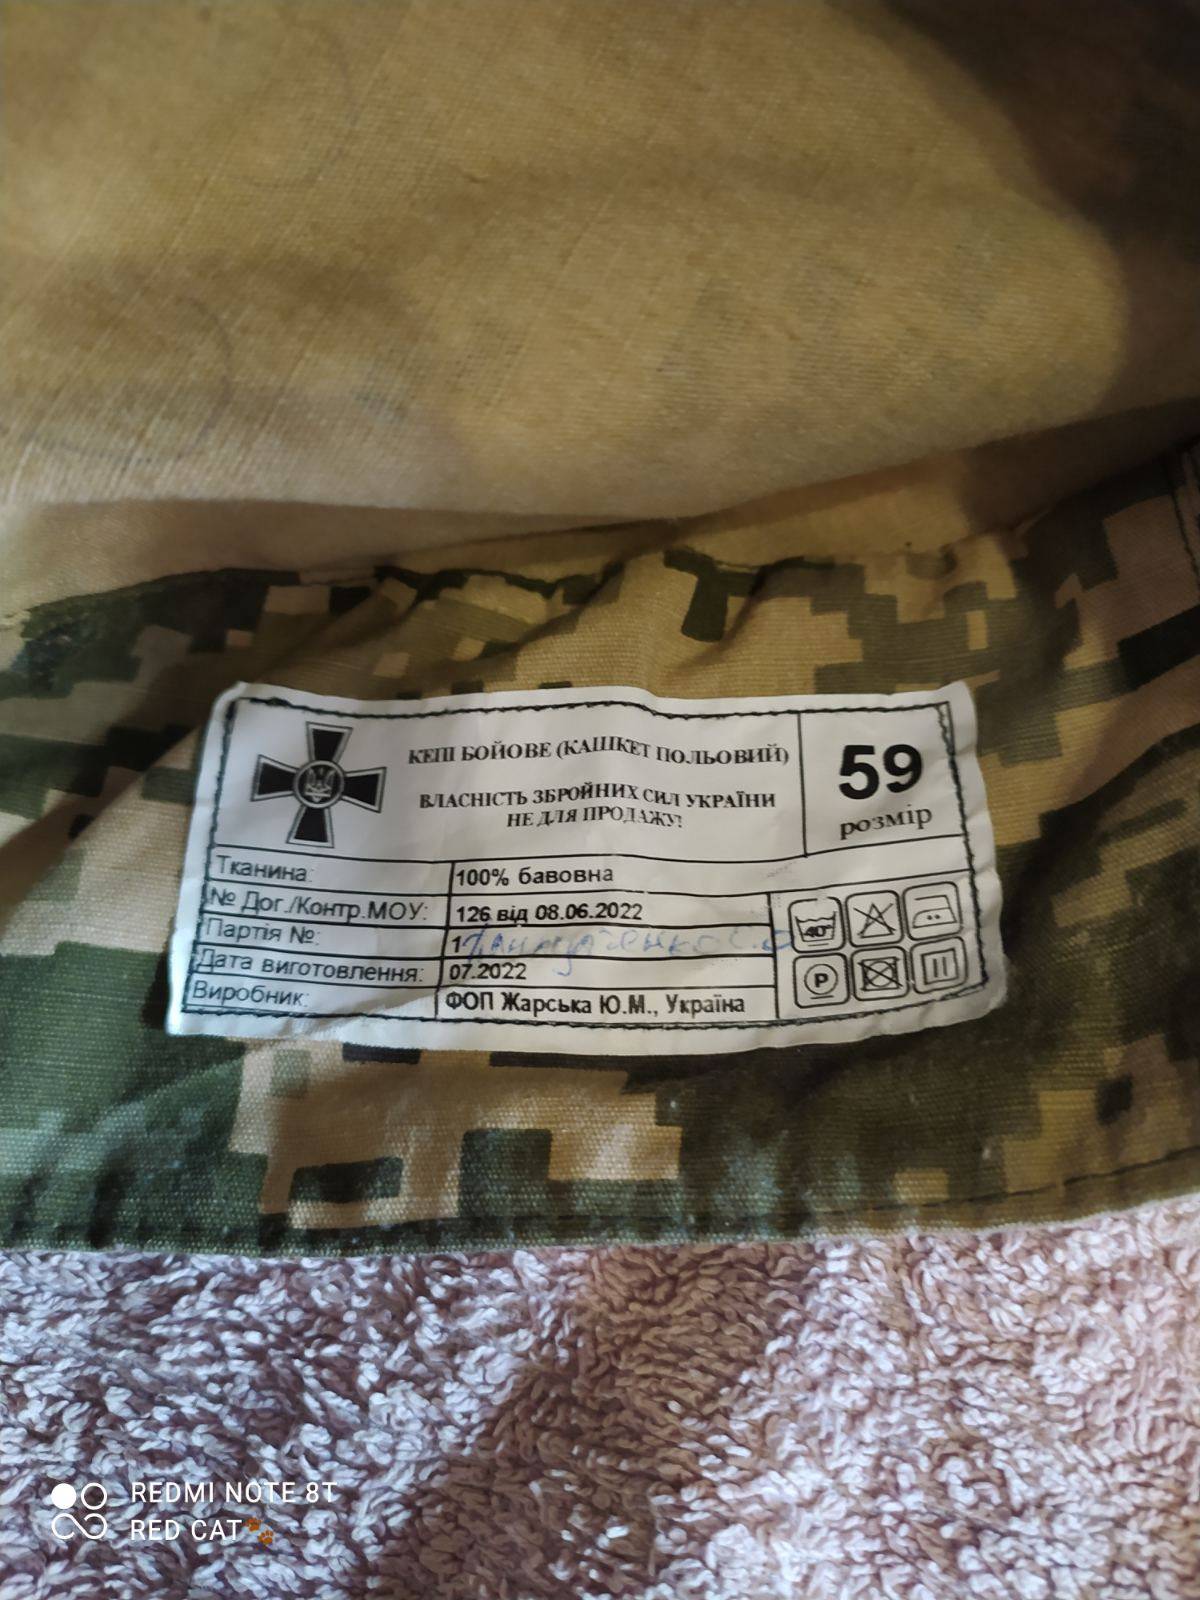 КЕПІ БОЙОВЕ (КАШКЕТ ПОЛЬОВИЙ)
ВЛАСНІСТЬ ЗБРОЙНИХ СИЛ УКРАЇНИ
НЕ ДЛЯ ПРОДАЖУ!
59
розмір
Тканина: 100% бавовна
№ Дог./Контр.МОУ: 126 від 08.06.2022
Партія №: 1
Дата виготовлення: 07.2022
Виробник: ФОП Жарська Ю.М., Україна
40°
P
REDMI NOTE 8T
RED CAT🐾